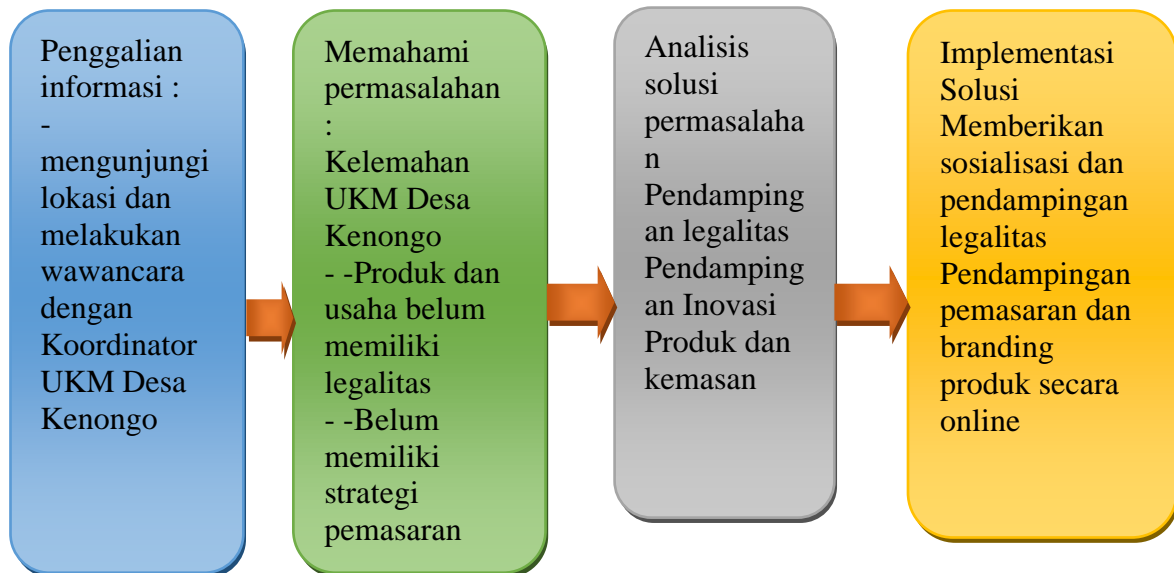 Penggalian
informasi :
-
mengunjungi
lokasi dan
melakukan
wawancara
dengan
Koordinator
UKM Desa
Kenongo
Memahami
permasalahan
:
Kelemahan
UKM Desa
Kenongo
- -Produk dan
usaha belum
memiliki
legalitas
- -Belum
memiliki
strategi
pemasaran
Analisis
solusi
permasalaha
n
Pendamping
an legalitas
Pendamping
an Inovasi
Produk dan
kemasan
Implementasi
Solusi
Memberikan
sosialisasi dan
pendampingan
legalitas
Pendampingan
pemasaran dan
branding
produk secara
online